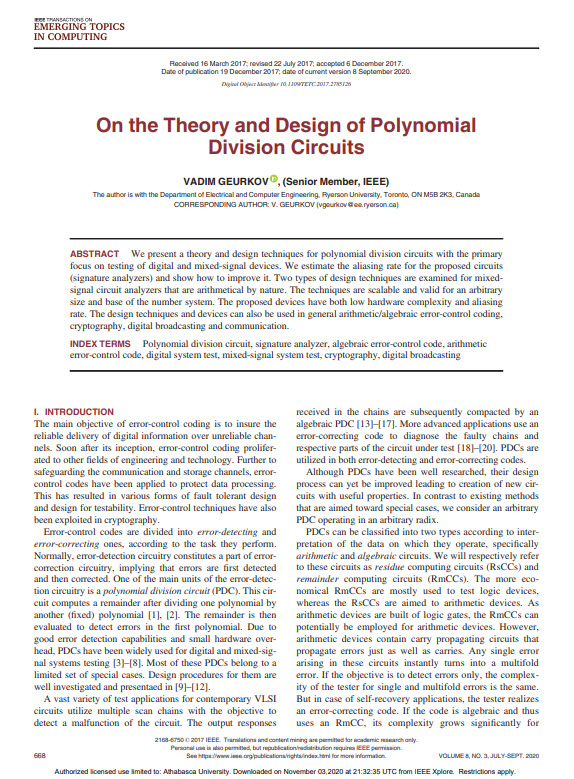 IEEE TRANSACTIONS ON
EMERGING TOPICS
IN COMPUTING
Received 16 March 2017; revised 22 July 2017; accepted 6 December 2017.
Date of publication 19 December 2017; date of current version 8 September 2020.
Digital Object Identifier 10.1109/TETC.2017.2785126
On the Theory and Design of Polynomial
Division Circuits
VADIM GEURKOV, (Senior Member, IEEE)
The author is with the Department of Electrical and Computer Engineering, Ryerson University, Toronto, ON M5B 2K3, Canada
CORRESPONDING AUTHOR: V. GEURKOV (vgeurkov@ee.ryerson.ca)
ABSTRACT We present a theory and design techniques for polynomial division circuits with the primary
focus on testing of digital and mixed-signal devices. We estimate the aliasing rate for the proposed circuits
(signature analyzers) and show how to improve it. Two types of design techniques are examined for mixed-
signal circuit analyzers that are arithmetical by nature. The techniques are scalable and valid for an arbitrary
size and base of the number system. The proposed devices have both low hardware complexity and aliasing
rate. The design techniques and devices can also be used in general arithmetic/algebraic error-control coding,
cryptography, digital broadcasting and communication.
INDEX TERMS Polynomial division circuit, signature analyzer, algebraic error-control code, arithmetic
error-control code, digital system test, mixed-signal system test, cryptography, digital broadcasting
I. INTRODUCTION
The main objective of error-control coding is to insure the
reliable delivery of digital information over unreliable chan-
nels. Soon after its inception, error-control coding prolifer-
ated to other fields of engineering and technology. Further to
safeguarding the communication and storage channels, error-
control codes have been applied to protect data processing.
This has resulted in various forms of fault tolerant design
and design for testability. Error-control techniques have also
been exploited in cryptography.
Error-control codes are divided into error-detecting and
error-correcting ones, according to the task they perform.
Normally, error-detection circuitry constitutes a part of error-
correction circuitry, implying that errors are first detected
and then corrected. One of the main units of the error-detec-
tion circuitry is a polynomial division circuit (PDC). This cir-
cuit computes a remainder after dividing one polynomial by
another (fixed) polynomial [1], [2]. The remainder is then
evaluated to detect errors in the first polynomial. Due to
good error detection capabilities and small hardware over-
head, PDCs have been widely used for digital and mixed-sig-
nal systems testing [3]–[8]. Most of these PDCs belong to a
limited set of special cases. Design procedures for them are
well investigated and presentaed in [9]–[12].
A vast variety of test applications for contemporary VLSI
circuits utilize multiple scan chains with the objective to
detect a malfunction of the circuit. The output responses
received in the chains are subsequently compacted by an
algebraic PDC [13]–[17]. More advanced applications use an
error-correcting code to diagnose the faulty chains and
respective parts of the circuit under test [18]–[20]. PDCs are
utilized in both error-detecting and error-correcting codes.
Although PDCs have been well researched, their design
process can yet be improved leading to creation of new cir-
cuits with useful properties. In contrast to existing methods
that are aimed toward special cases, we consider an arbitrary
PDC operating in an arbitrary radix.
PDCs can be classified into two types according to inter-
pretation of the data on which they operate, specifically
arithmetic and algebraic circuits. We will respectively refer
to these circuits as residue computing circuits (RsCCs) and
remainder computing circuits (RmCCs). The more eco-
nomical RmCCs are mostly used to test logic devices,
whereas the RsCCs are aimed to arithmetic devices. As
arithmetic devices are built of logic gates, the RmCCs can
potentially be employed for arithmetic devices. However,
arithmetic devices contain carry propagating circuits that
propagate errors just as well as carries. Any single error
arising in these circuits instantly turns into a multifold
error. If the objective is to detect errors only, the complex-
ity of the tester for single and multifold errors is the same.
But in case of self-recovery applications, the tester realizes
an error-correcting code. If the code is algebraic and thus
uses an RmCC, its complexity grows significantly for
2168-6750 © 2017 IEEE. Translations and content mining are permitted for academic research only.
Personal use is also permitted, but republication/redistribution requires IEEE permission.
668
See https://www.ieee.org/publications/rights/index.html for more information.
VOLUME 8, NO. 3, JULY-SEPT. 2020
Authorized licensed use limited to: Athabasca University. Downloaded on November 03,2020 at 21:32:35 UTC from IEEE Xplore. Restrictions apply.